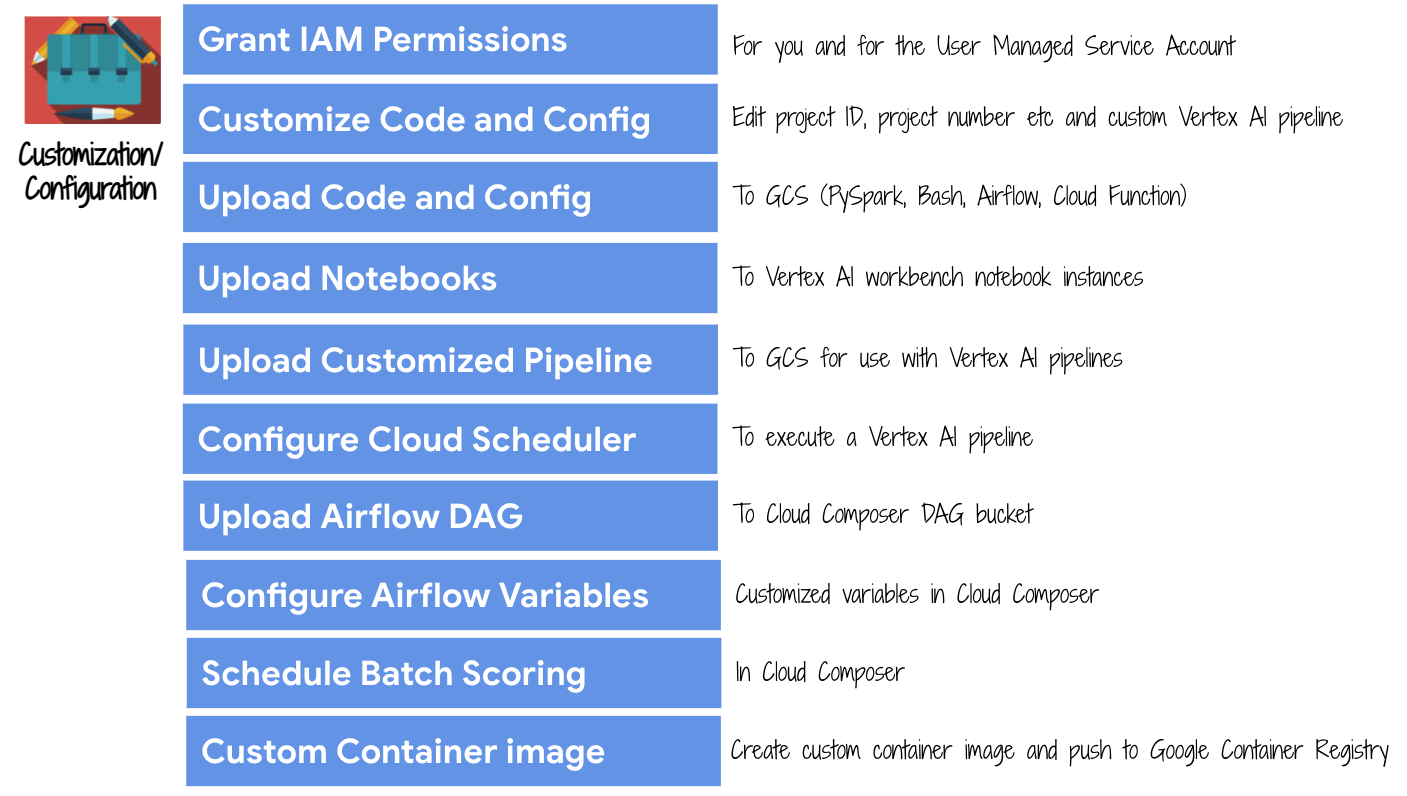 Customization/
Configuration
Grant IAM Permissions
For you and for the User Managed Service Account
Customize Code and Config
Edit project ID, project number etc and custom Vertex AI pipeline
Upload Code and Config
To GCS (PySpark, Bash, Airflow, Cloud Function)
Upload Notebooks
To Vertex AI workbench notebook instances
Upload Customized Pipeline
To GCS for use with Vertex AI pipelines
Configure Cloud Scheduler
To execute a Vertex AI pipeline
Upload Airflow DAG
To Cloud Composer DAG bucket
Configure Airflow Variables
Customized variables in Cloud Composer
Schedule Batch Scoring
In Cloud Composer
Custom Container image
Create custom container image and push to Google Container Registry